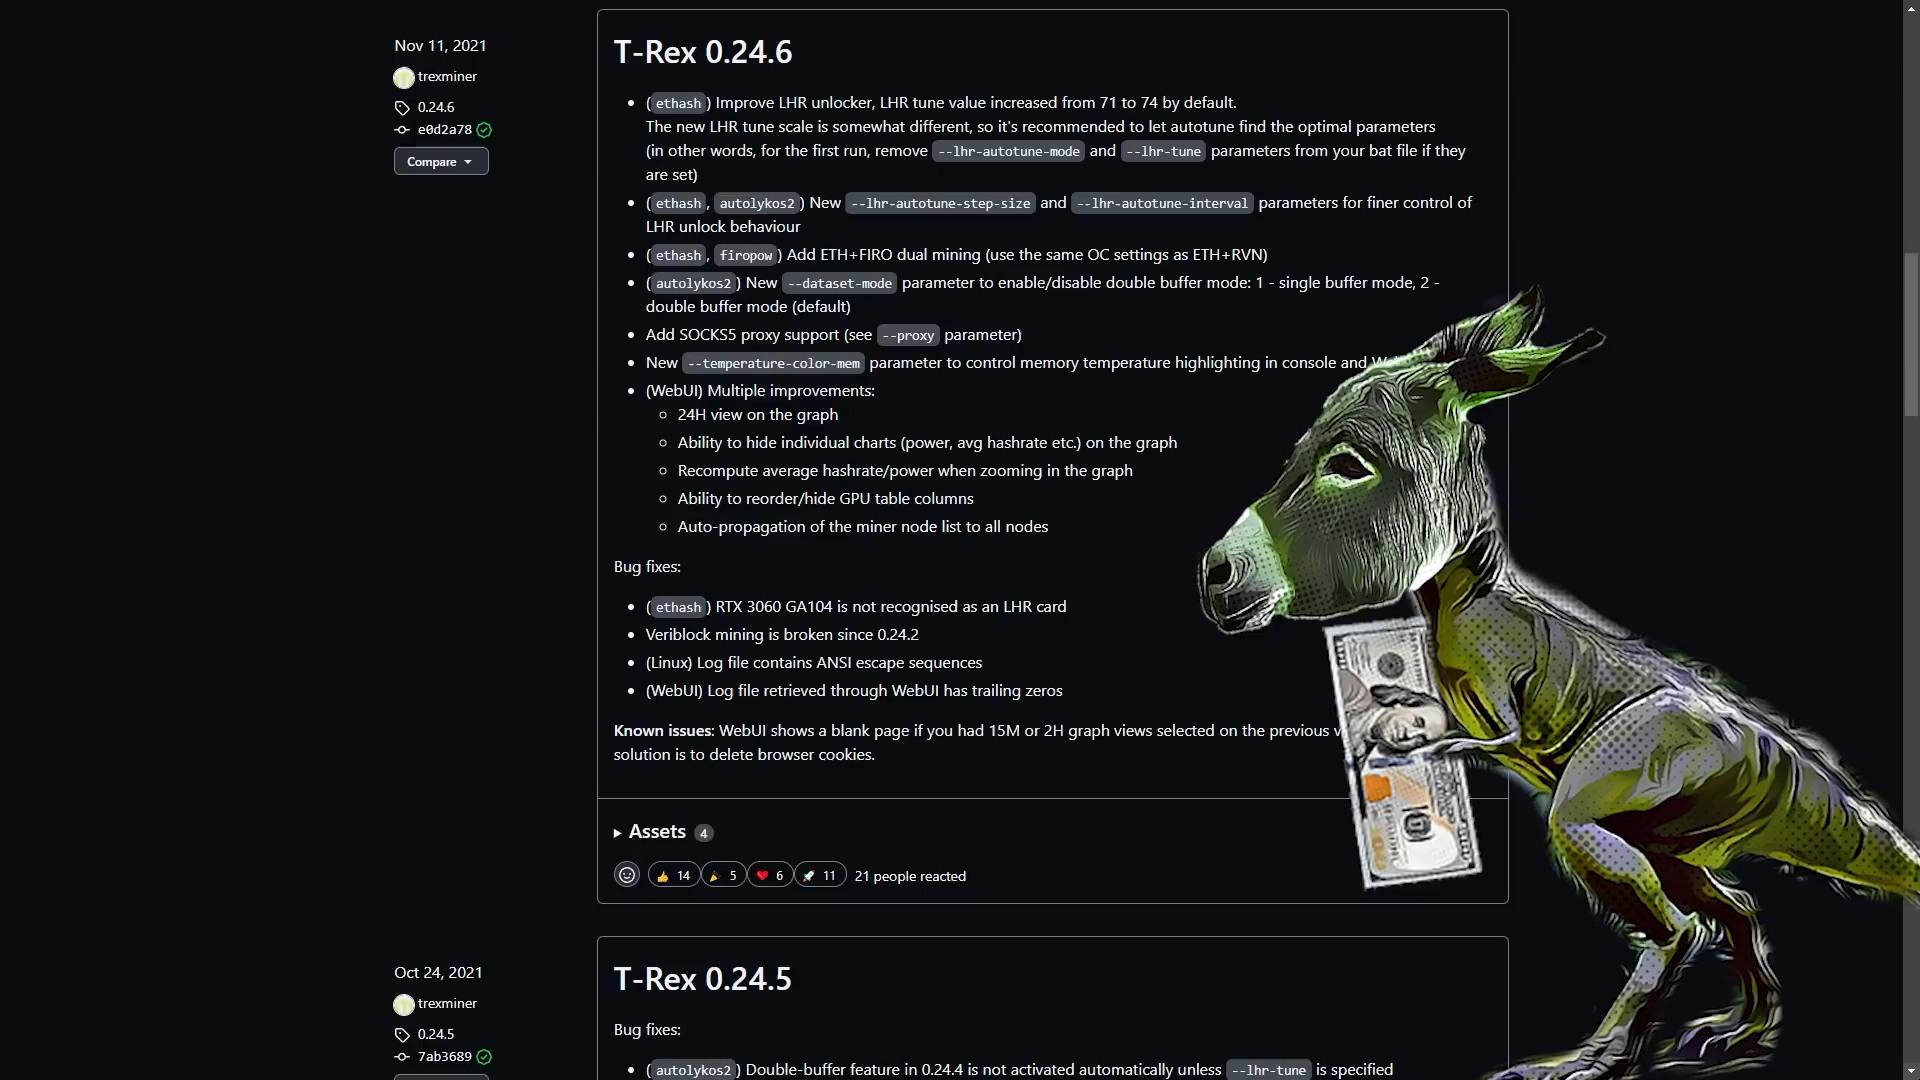 Nov 11, 2021
trexminer
0.24.6
e0d2a78
Compare
T-Rex 0.24.6
(ethash) Improve LHR unlocker, LHR tune value increased from 71 to 74 by default.
The new LHR tune scale is somewhat different, so it's recommended to let autotune find the optimal parameters
(in other words, for the first run, remove --lhr-autotune-mode and --lhr-tune parameters from your bat file if they
are set)
(ethash, autolykos2) New --lhr-autotune-step-size and --lhr-autotune-interval parameters for finer control of
LHR unlock behaviour
(ethash, firopow) Add ETH+FIRO dual mining (use the same OC settings as ETH+RVN)
(autolykos2) New --dataset-mode parameter to enable/disable double buffer mode: 1 - single buffer mode, 2 -
double buffer mode (default)
Add SOCKS5 proxy support (see --proxy parameter)
New --temperature-color-mem parameter to control memory temperature highlighting in console and
(WebUI) Multiple improvements:
24H view on the graph
Ability to hide individual charts (power, avg hashrate etc.) on the graph
Recompute average hashrate/power when zooming in the graph
Ability to reorder/hide GPU table columns
Auto-propagation of the miner node list to all nodes
Bug fixes:
(ethash) RTX 3060 GA104 is not recognised as an LHR card
Veriblock mining is broken since 0.24.2
(Linux) Log file contains ANSI escape sequences
(WebUI) Log file retrieved through WebUI has trailing zeros
Known issues: WebUI shows a blank page if you had 15M or 2H graph views selected on the previous
solution is to delete browser cookies.
Assets 4
14 5 6 11 21 people reacted
Oct 24, 2021
trexminer
0.24.5
7ab3689
T-Rex 0.24.5
Bug fixes:
(autolykos2) Double-buffer feature in 0.24.4 is not activated automatically unless --lhr-tune is specified